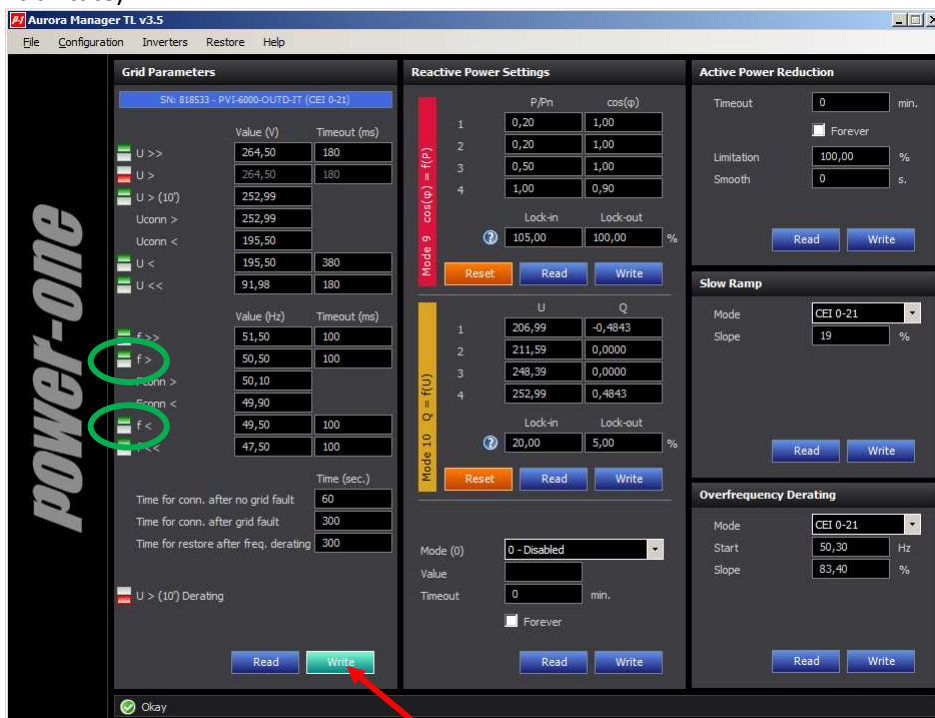 Aurora Manager TL v3.5
File Configuration Inverters Restore Help
power-one
Grid Parameters
SN: 818533 - PVI-6000-OUTD-IT (CEI 0-21)
Value (V) Timeout (ms)
U >> 264,50 180
U > 264,50 180
U > (10') 252,99
Uconn > 252,99
Uconn < 195,50
U < 195,50 380
U << 91,98 180
Value (Hz) Timeout (ms)
f >> 51,50 100
f > 50,50 100
Fconn > 50,10
Fconn < 49,90
f < 49,50 100
f << 47,50 100
Time (sec.)
Time for conn. after no grid fault 60
Time for conn. after grid fault 300
Time for restore after freq. derating 300
U > (10') Derating
Read Write
Okay
Reactive Power Settings
Mode 9 cos(φ) = f(P)
P/Pn cos(φ)
1 0,20 1,00
2 0,20 1,00
3 0,50 1,00
4 1,00 0,90
Lock-in Lock-out
? 105,00 100,00 %
Reset Read Write
Mode 10 Q = f(U)
U Q
1 206,99 -0,4843
2 211,59 0,0000
3 248,39 0,0000
4 252,99 0,4843
Lock-in Lock-out
? 20,00 5,00 %
Reset Read Write
Mode (0) 0 - Disabled
Value
Timeout 0 min.
Forever
Read Write
Active Power Reduction
Timeout 0 min.
Forever
Limitation 100,00 %
Smooth 0 s.
Read Write
Slow Ramp
Mode CEI 0-21
Slope 19 %
Read Write
Overfrequency Derating
Mode CEI 0-21
Start 50,30 Hz
Slope 83,40 %
Read Write